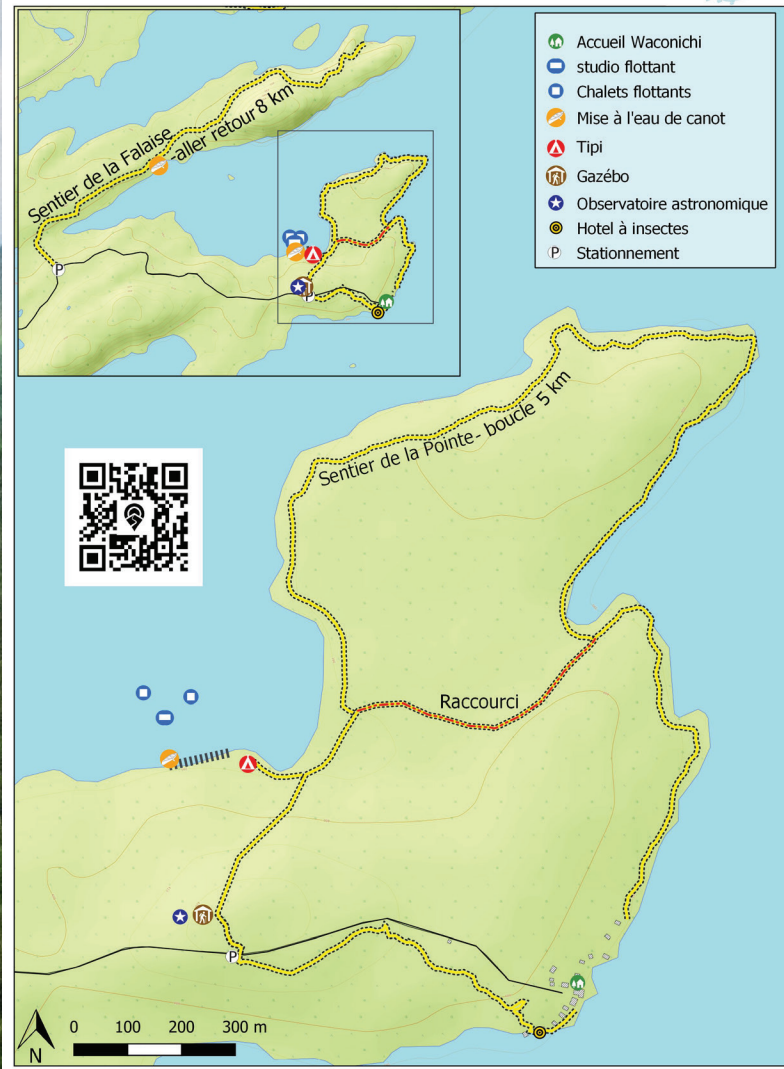 Sentier de la Falaise
-aller retour 8 km
P
P
Accueil Waconichi
studio flottant
Chalets flottants
Mise à l'eau de canot
Tipi
Gazébo
Observatoire astronomique
Hotel à insectes
P Stationnement
Sentier de la Pointe- boucle 5 km
Raccourci
P
N
0 100 200 300 m